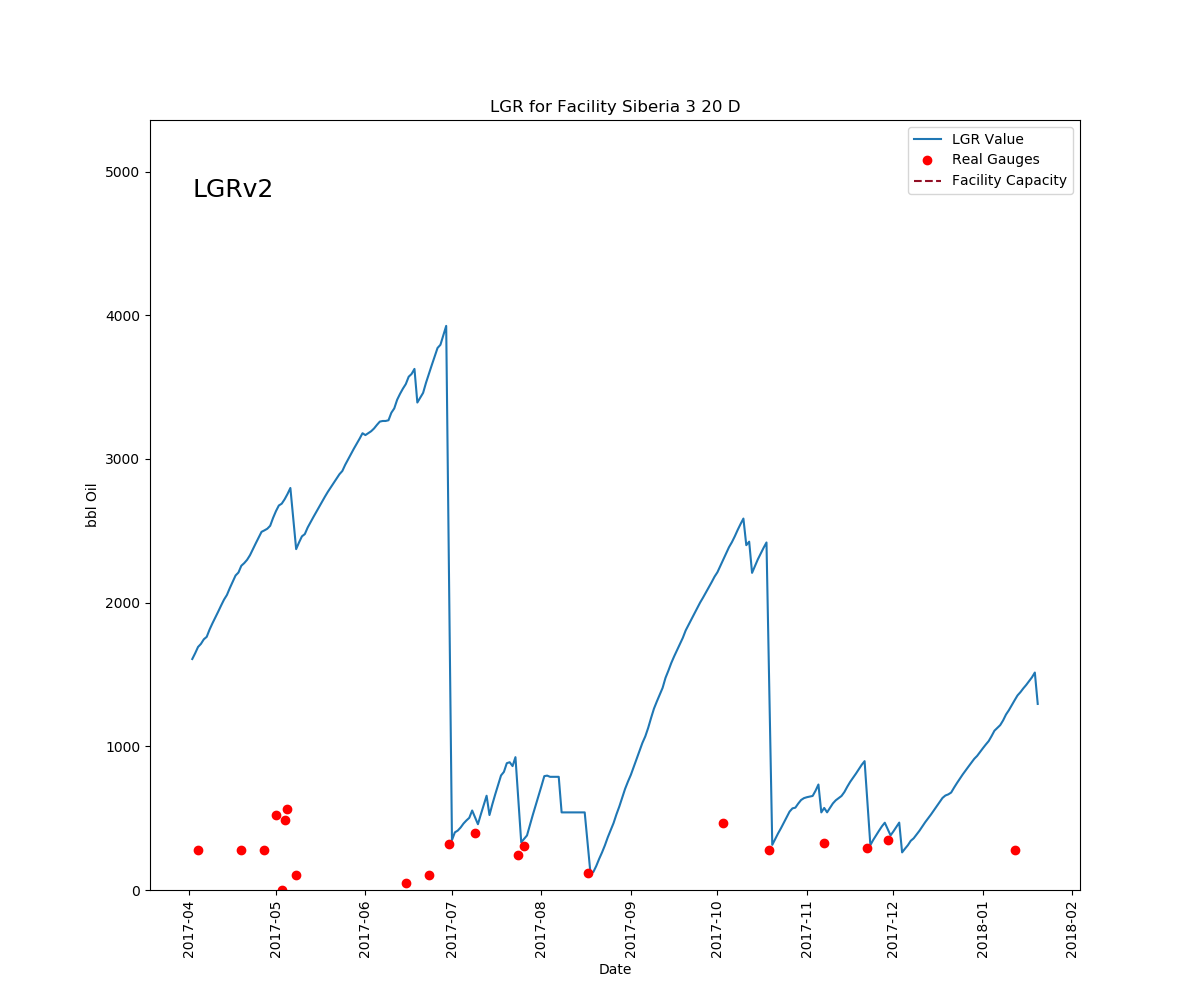 LGR for Facility Siberia 3 20 D
LGRv2
LGR Value
Real Gauges
Facility Capacity
5000
4000
3000
2000
1000
0
bbl Oil
2017-04
2017-05
2017-06
2017-07
2017-08
2017-09
2017-10
2017-11
2017-12
2018-01
2018-02
Date